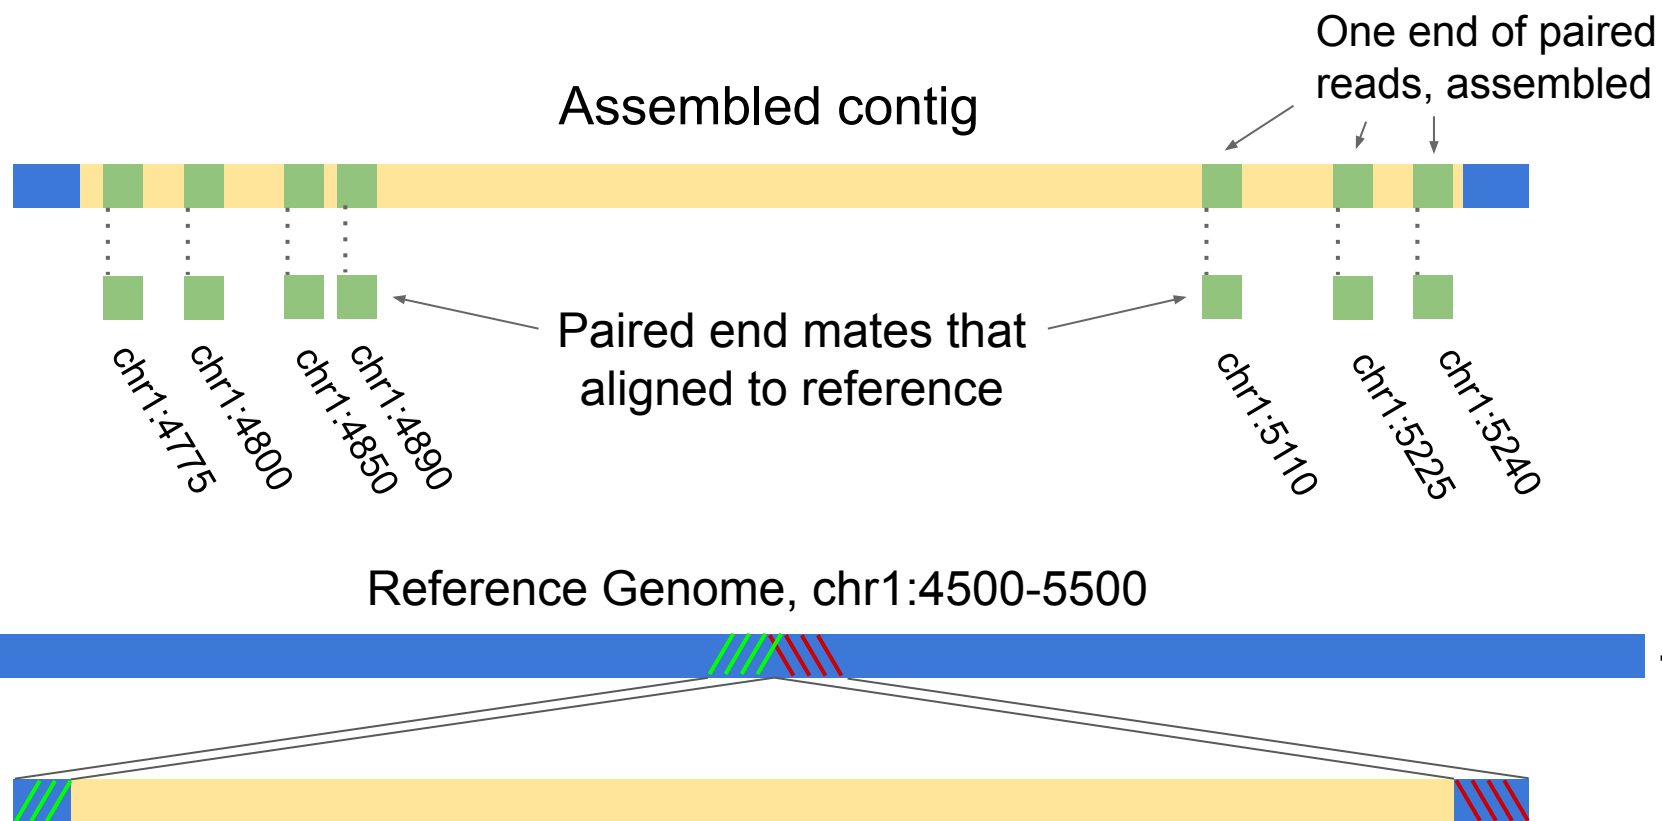 One end of paired
reads, assembled
Assembled contig
Paired end mates that
aligned to reference
chr1:4775
chr1:4800
chr1:4850
chr1:4890
chr1:5110
chr1:5225
chr1:5240
Reference Genome, chr1:4500-5500